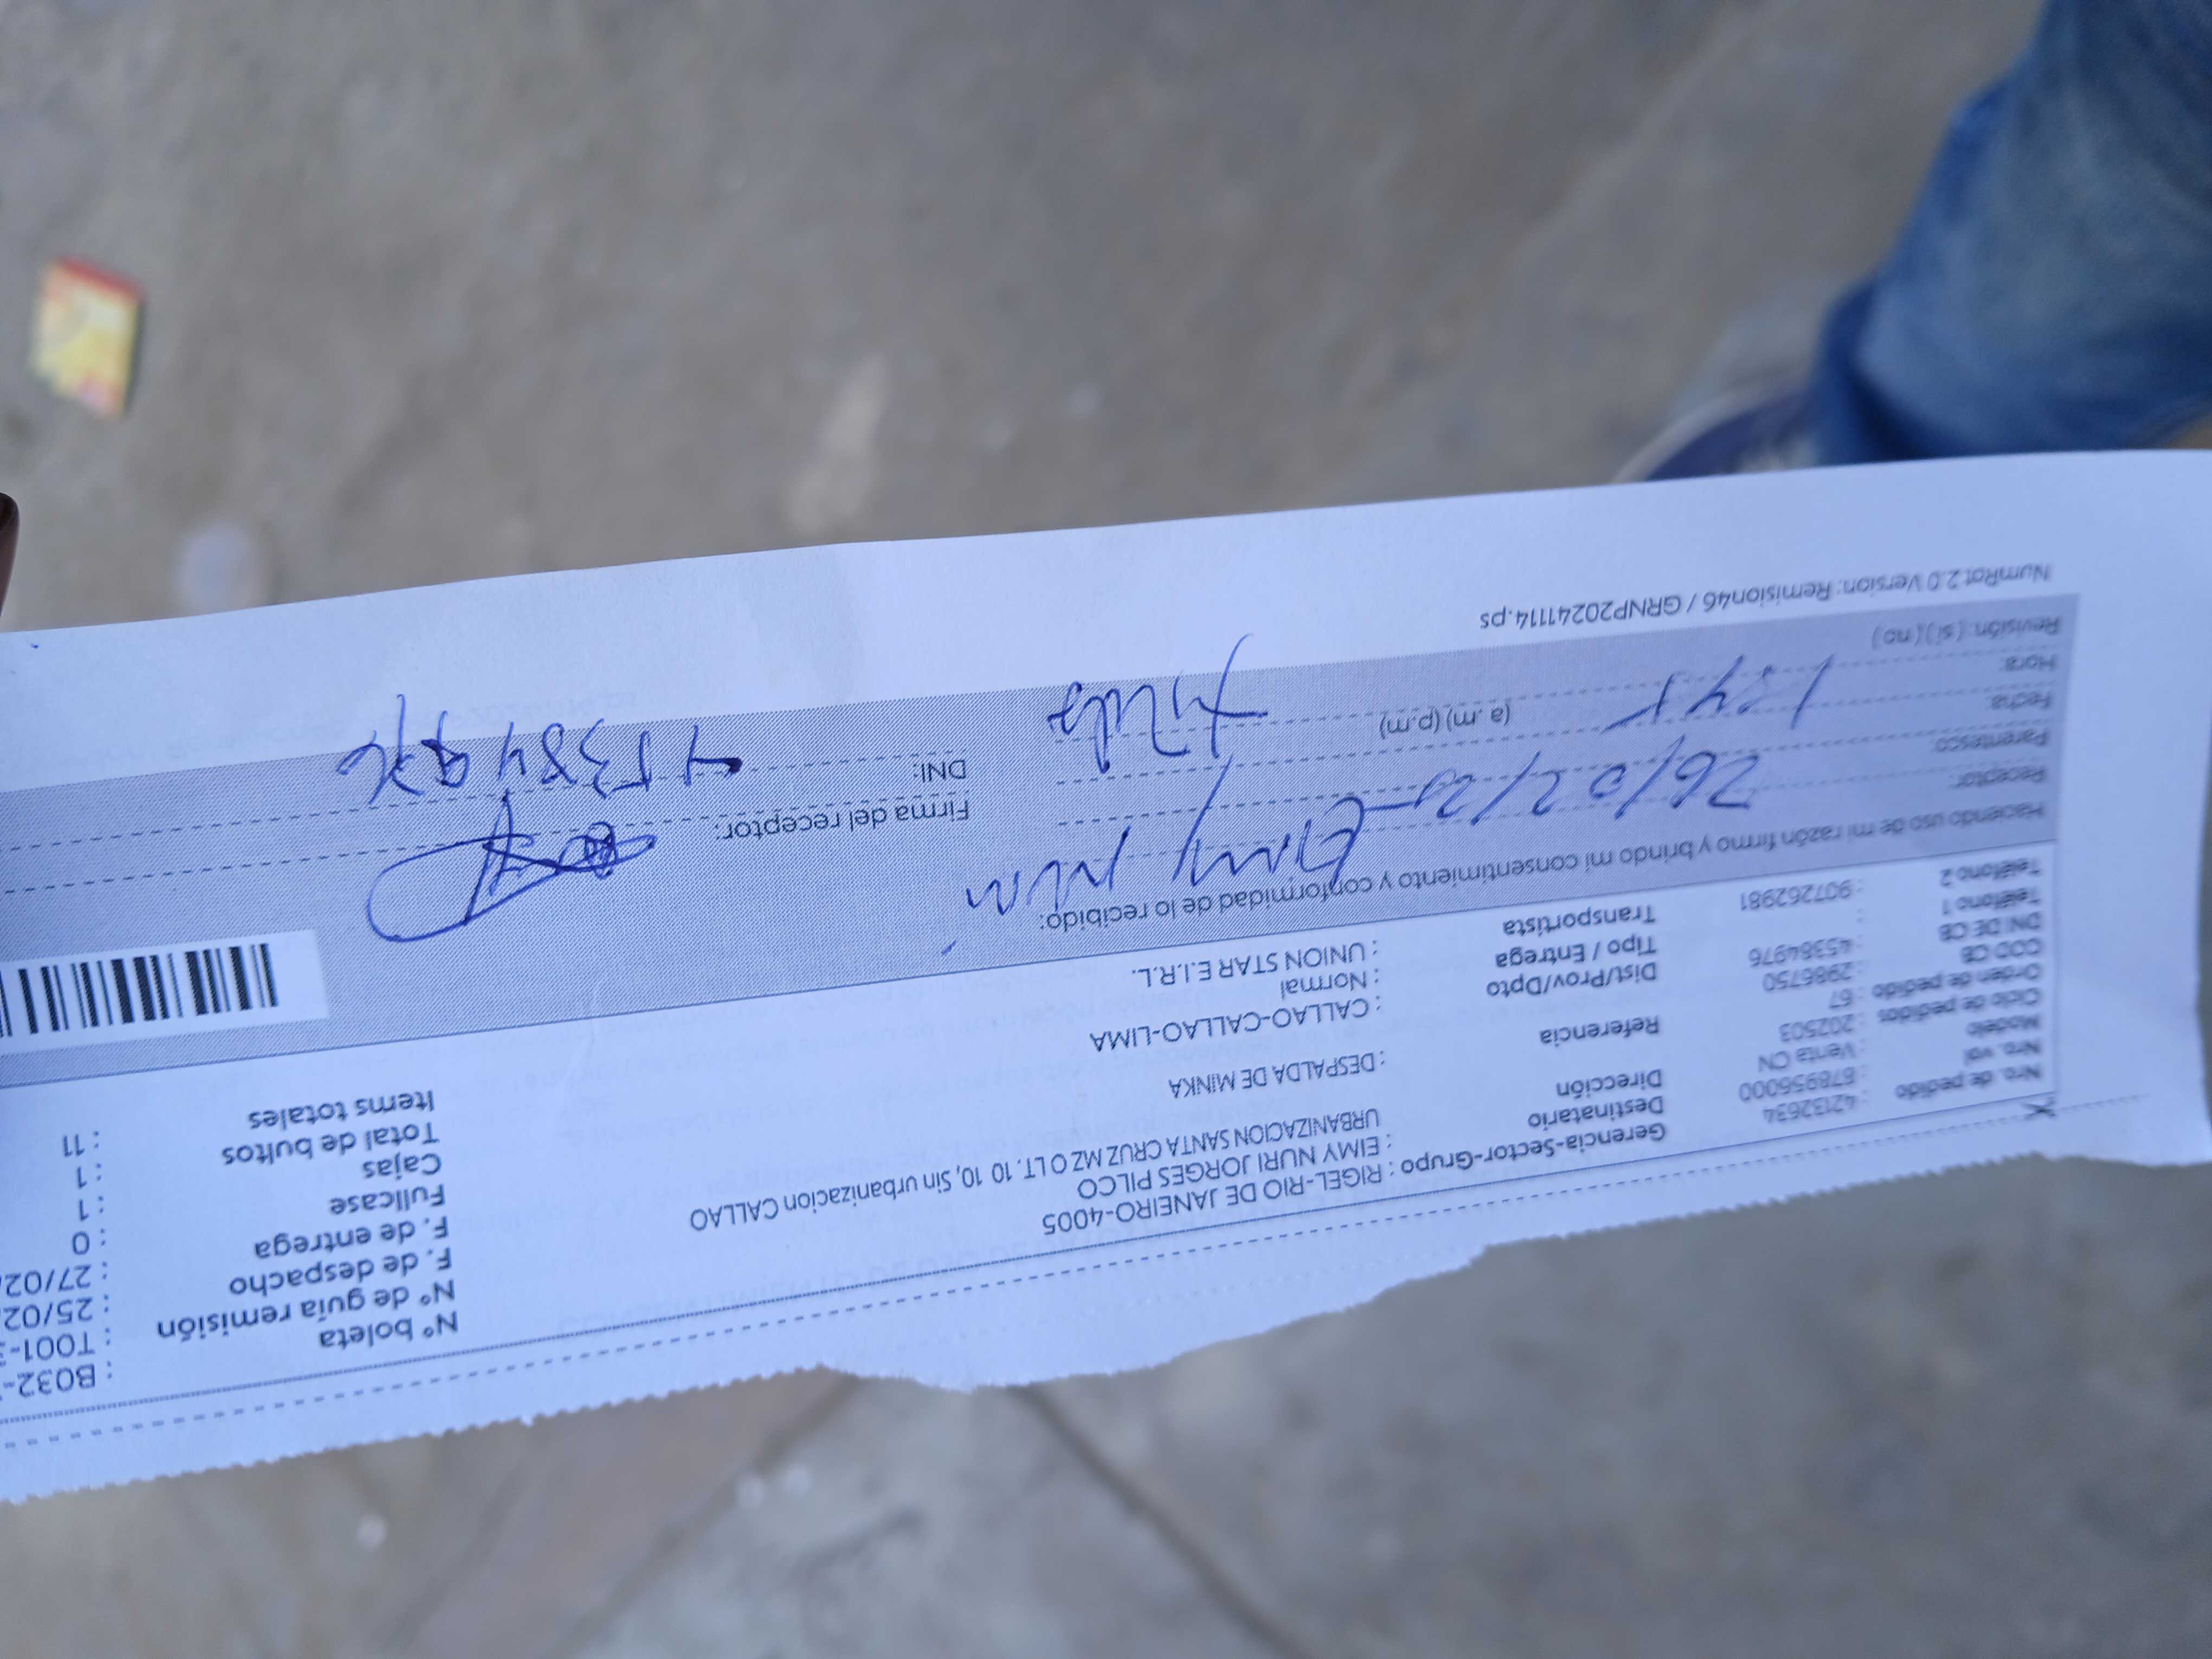 Nro. de pedido : 42132634
Nro. val : 678956000
Modelo : Venta CN
Ciclo de pedidos : 202503
Orden de pedido : 67
COD CB : 2986750
DNI DE CB : 45384976
Teléfono 1 :
Teléfono 2 : 907262981
Gerencia-Sector-Grupo : RIGEL-RIO DE JANEIRO-4005
Destinatario : EIMY NURI JORGES PILCO
Dirección URBANIZACION SANTA CRUZ MZ O LT. 10 10, Sin urbanizacion CALLAO
Referencia : DESPALDA DE MINKA
Dist/Prov/Dpto : CALLAO-CALLAO-LIMA
Tipo / Entrega : Normal
Transportista : UNION STAR E.I.R.L.
Nº boleta : B032-
Nº de guía remisión : T001-
F. de despacho : 25/02
F. de entrega : 27/02
Fullcase : 0
Cajas : 1
Total de bultos : 1
Items totales : 11
Haciendo uso de mi razón firmo y brindo mi consentimiento y conformidad de lo recibido:
Receptor: Eimy
Parentesco:
Fecha: 26/02/20
Hora: (a.m) (p.m)
Revisión: (sí) (no)
Firma del receptor:
DNI: 45384976
NumRot 2.0 Version: Remision46 / GRNP20241114.ps